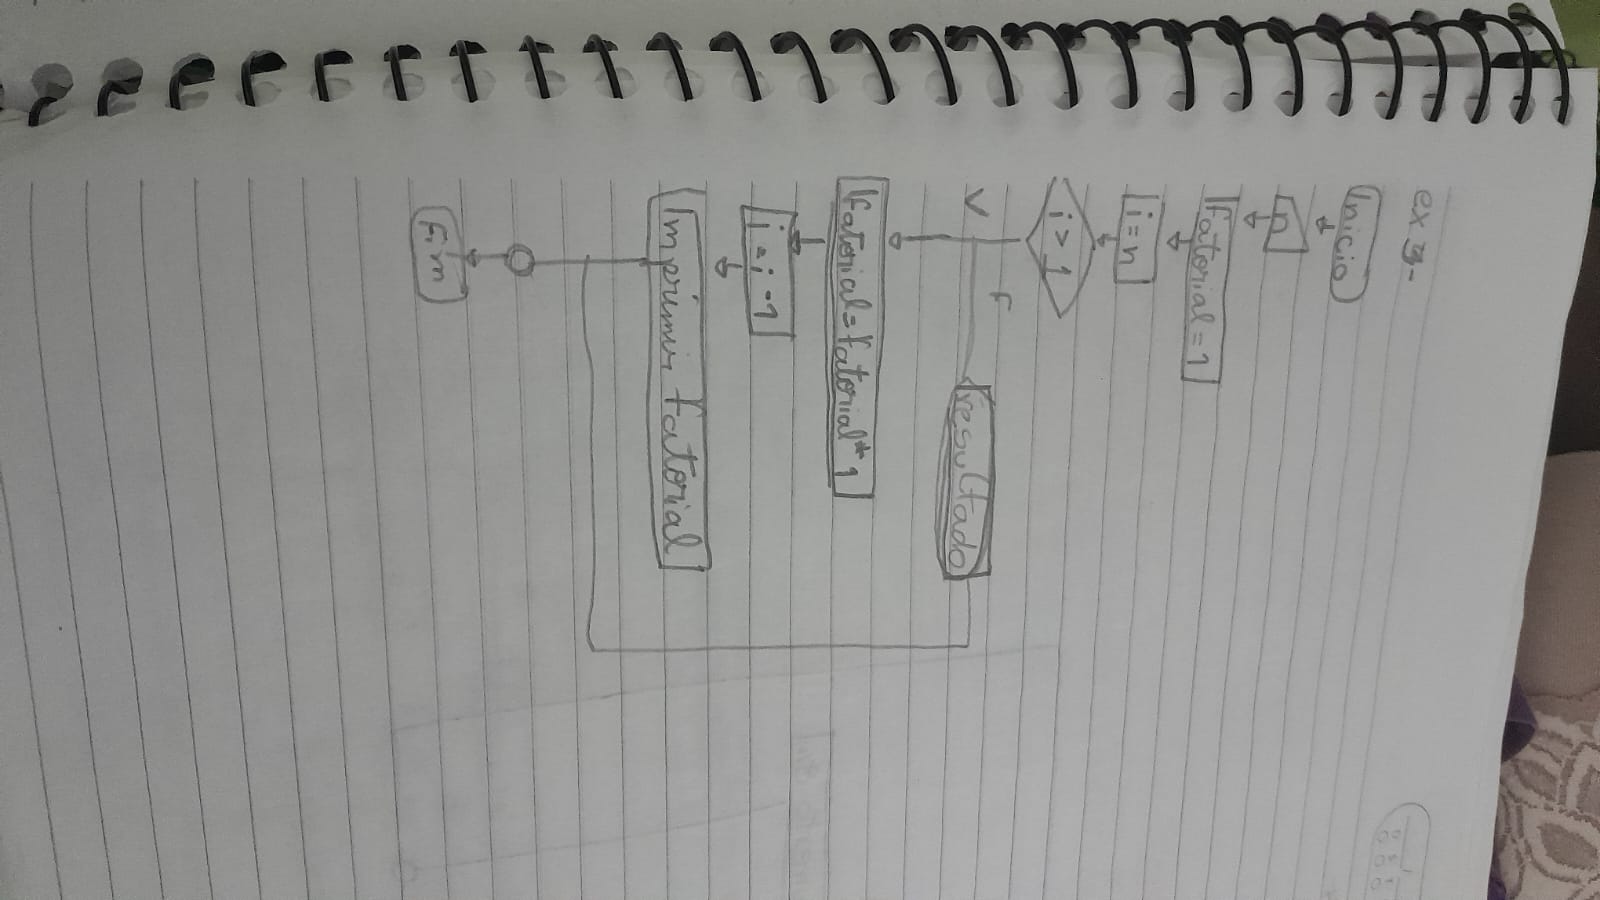 ex 3-
Inicio
n
Fatorial = 1
i = n
i > 1
V
F
resultado
Fatorial = Fatorial * 1
i = i - 1
Imprimir fatorial
Fim